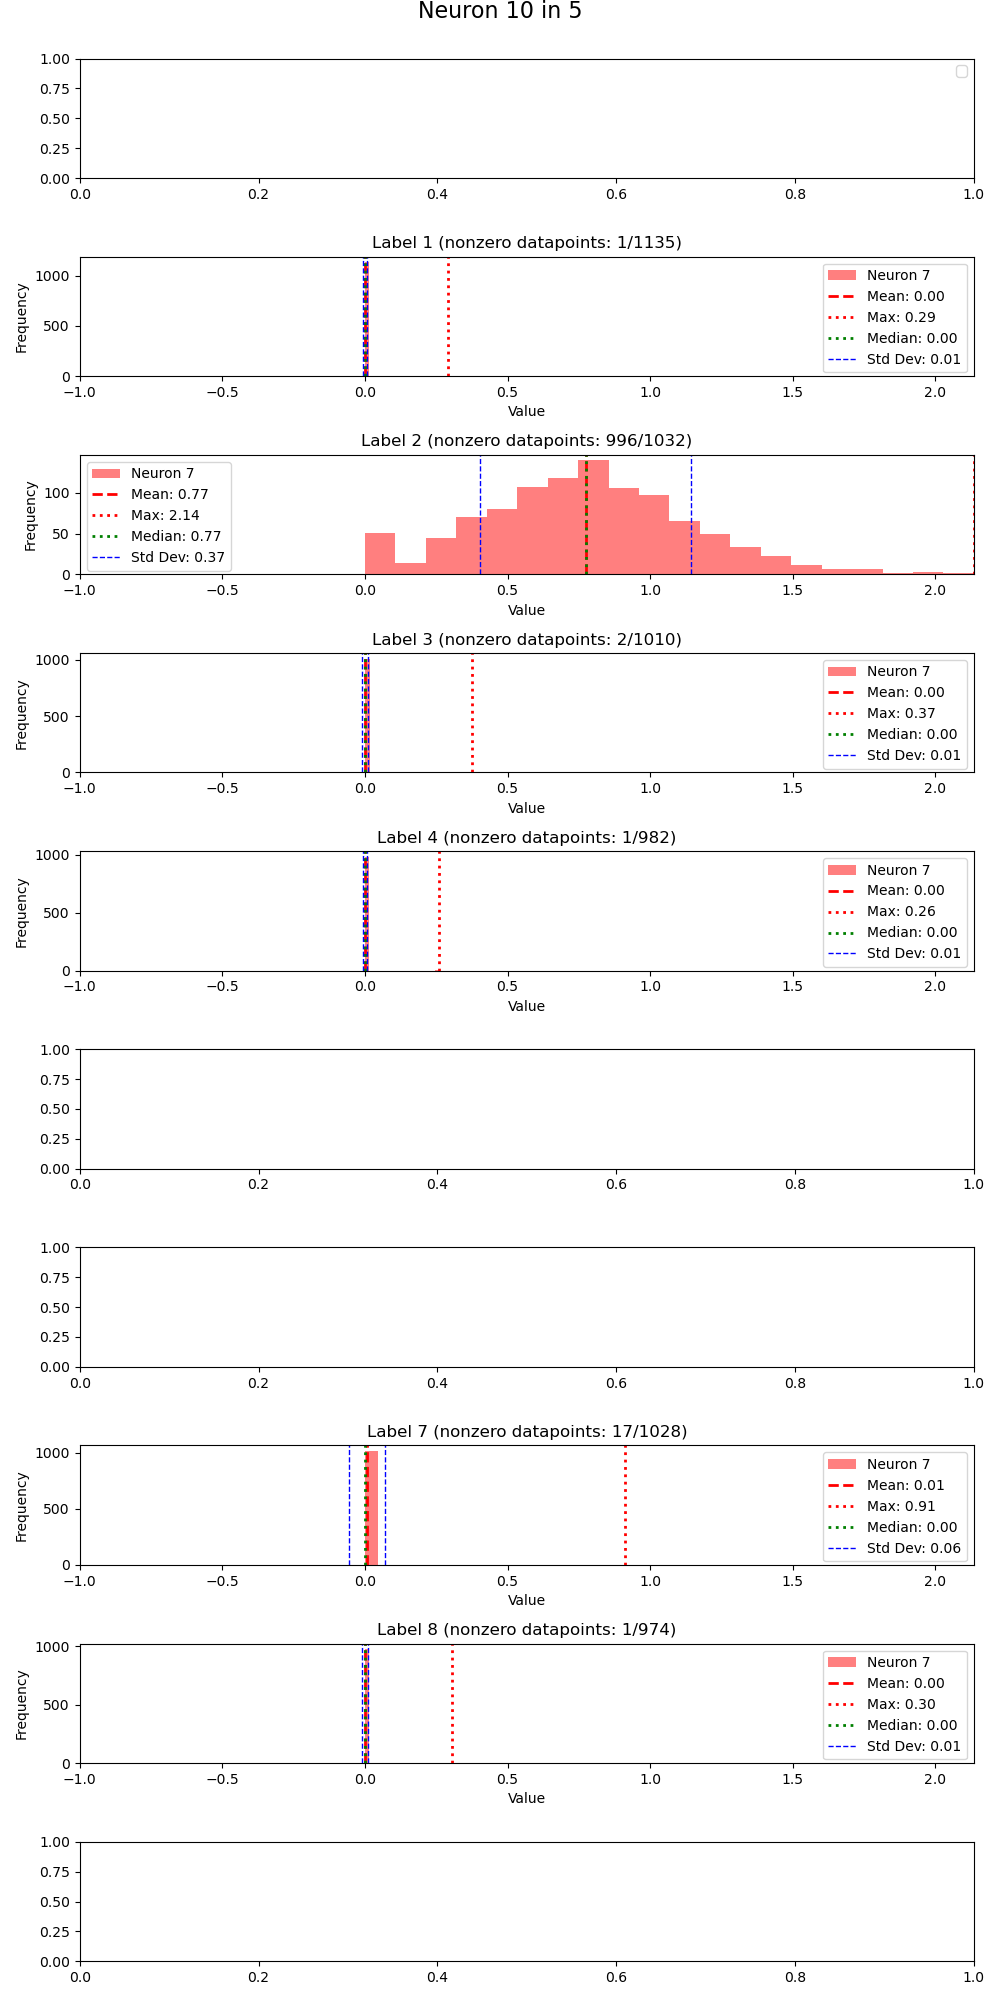 Neuron 10 in 5
1.00
0.75
0.50
0.25
0.00
0.0 0.2 0.4 0.6 0.8 1.0
Label 1 (nonzero datapoints: 1/1135)
Frequency
1000
500
0
Neuron 7
Mean: 0.00
Max: 0.29
Median: 0.00
Std Dev: 0.01
−1.0 −0.5 0.0 0.5 1.0 1.5 2.0
Value
Label 2 (nonzero datapoints: 996/1032)
Frequency
100
50
0
Neuron 7
Mean: 0.77
Max: 2.14
Median: 0.77
Std Dev: 0.37
−1.0 −0.5 0.0 0.5 1.0 1.5 2.0
Value
Label 3 (nonzero datapoints: 2/1010)
Frequency
1000
500
0
Neuron 7
Mean: 0.00
Max: 0.37
Median: 0.00
Std Dev: 0.01
−1.0 −0.5 0.0 0.5 1.0 1.5 2.0
Value
Label 4 (nonzero datapoints: 1/982)
Frequency
1000
500
0
Neuron 7
Mean: 0.00
Max: 0.26
Median: 0.00
Std Dev: 0.01
−1.0 −0.5 0.0 0.5 1.0 1.5 2.0
Value
1.00
0.75
0.50
0.25
0.00
0.0 0.2 0.4 0.6 0.8 1.0
1.00
0.75
0.50
0.25
0.00
0.0 0.2 0.4 0.6 0.8 1.0
Label 7 (nonzero datapoints: 17/1028)
Frequency
1000
500
0
Neuron 7
Mean: 0.01
Max: 0.91
Median: 0.00
Std Dev: 0.06
−1.0 −0.5 0.0 0.5 1.0 1.5 2.0
Value
Label 8 (nonzero datapoints: 1/974)
Frequency
1000
500
0
Neuron 7
Mean: 0.00
Max: 0.30
Median: 0.00
Std Dev: 0.01
−1.0 −0.5 0.0 0.5 1.0 1.5 2.0
Value
1.00
0.75
0.50
0.25
0.00
0.0 0.2 0.4 0.6 0.8 1.0